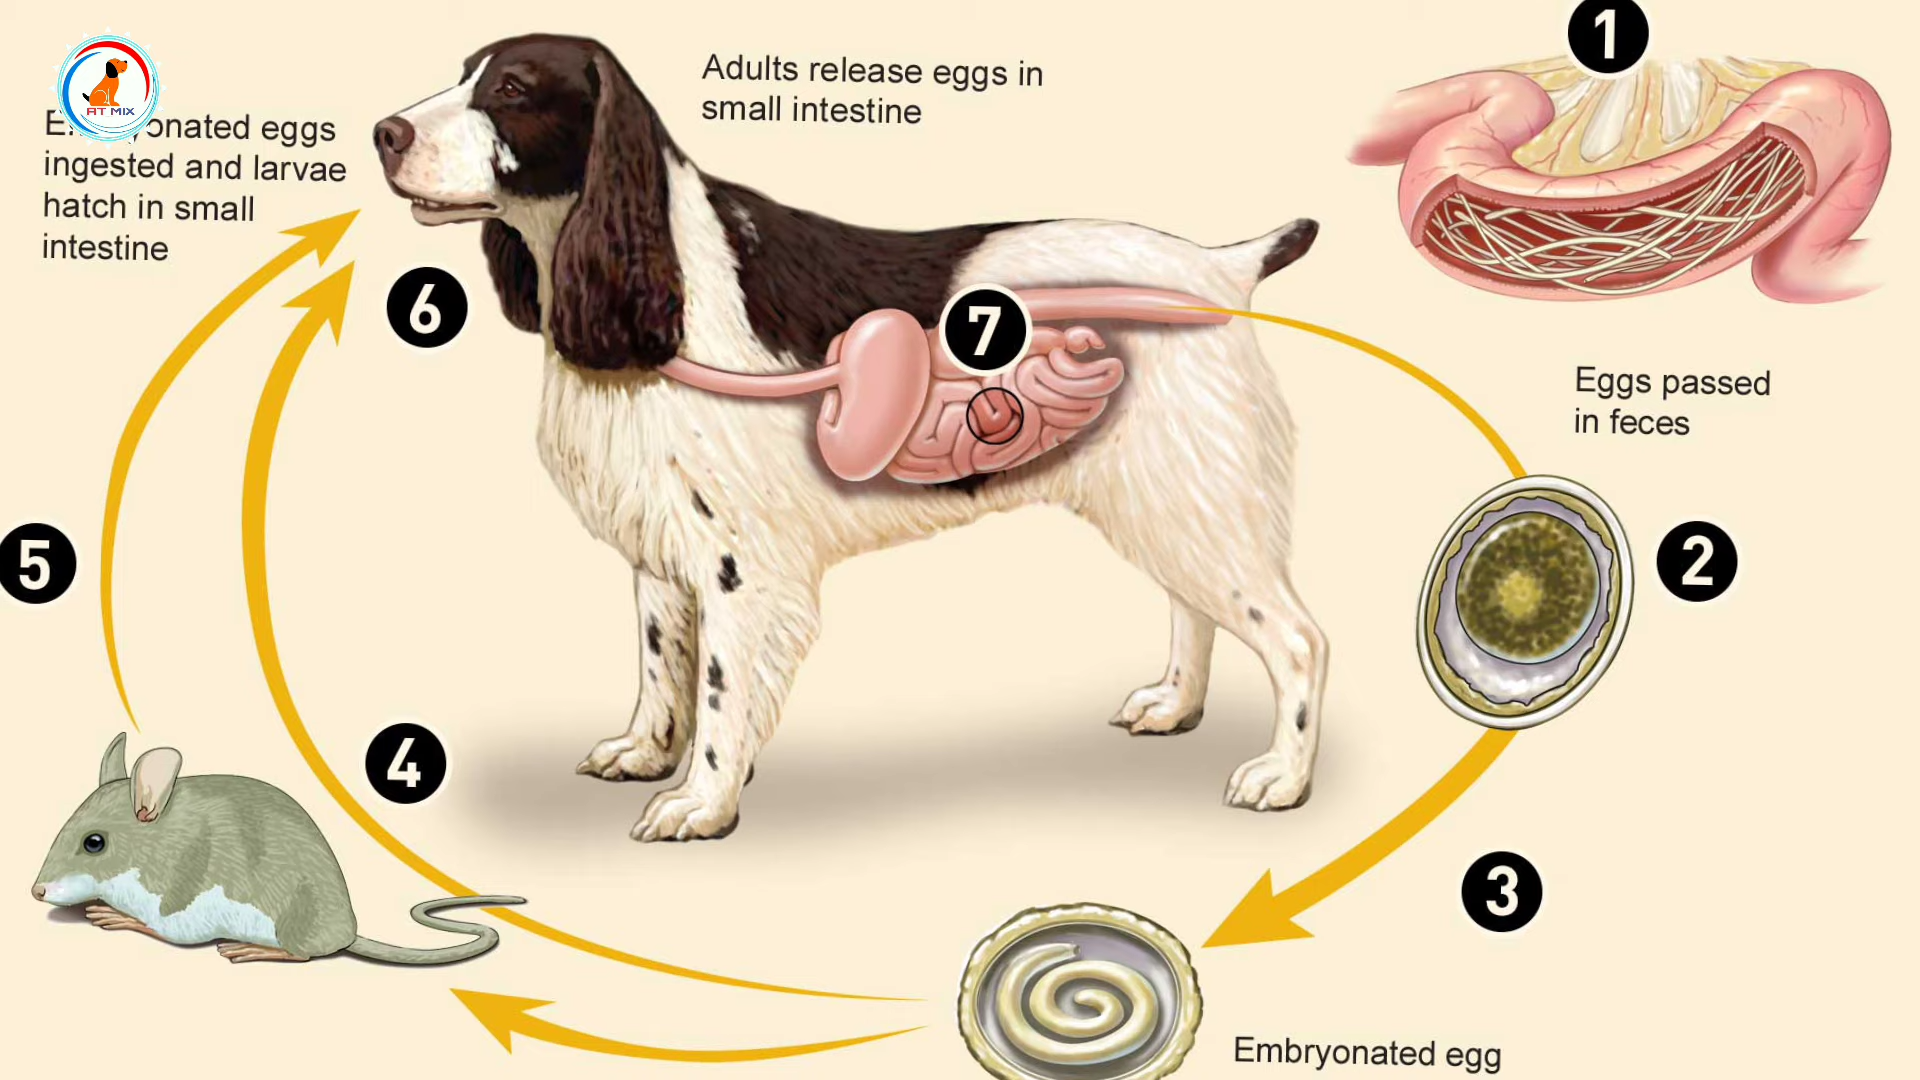 AT MIX
onated eggs
ingested and larvae
hatch in small
intestine
Adults release eggs in
small intestine
1
6
7
Eggs passed
in feces
5
2
4
3
Embryonated egg